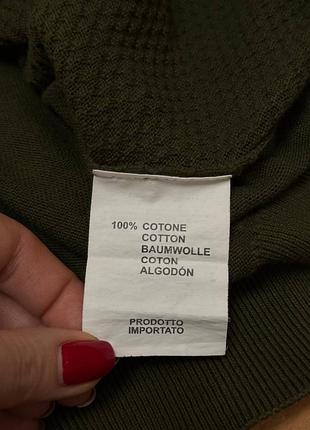 100% COTONE
COTTON
BAUMWOLLE
COTON
ALGODÓN
PRODOTTO
IMPORTATO